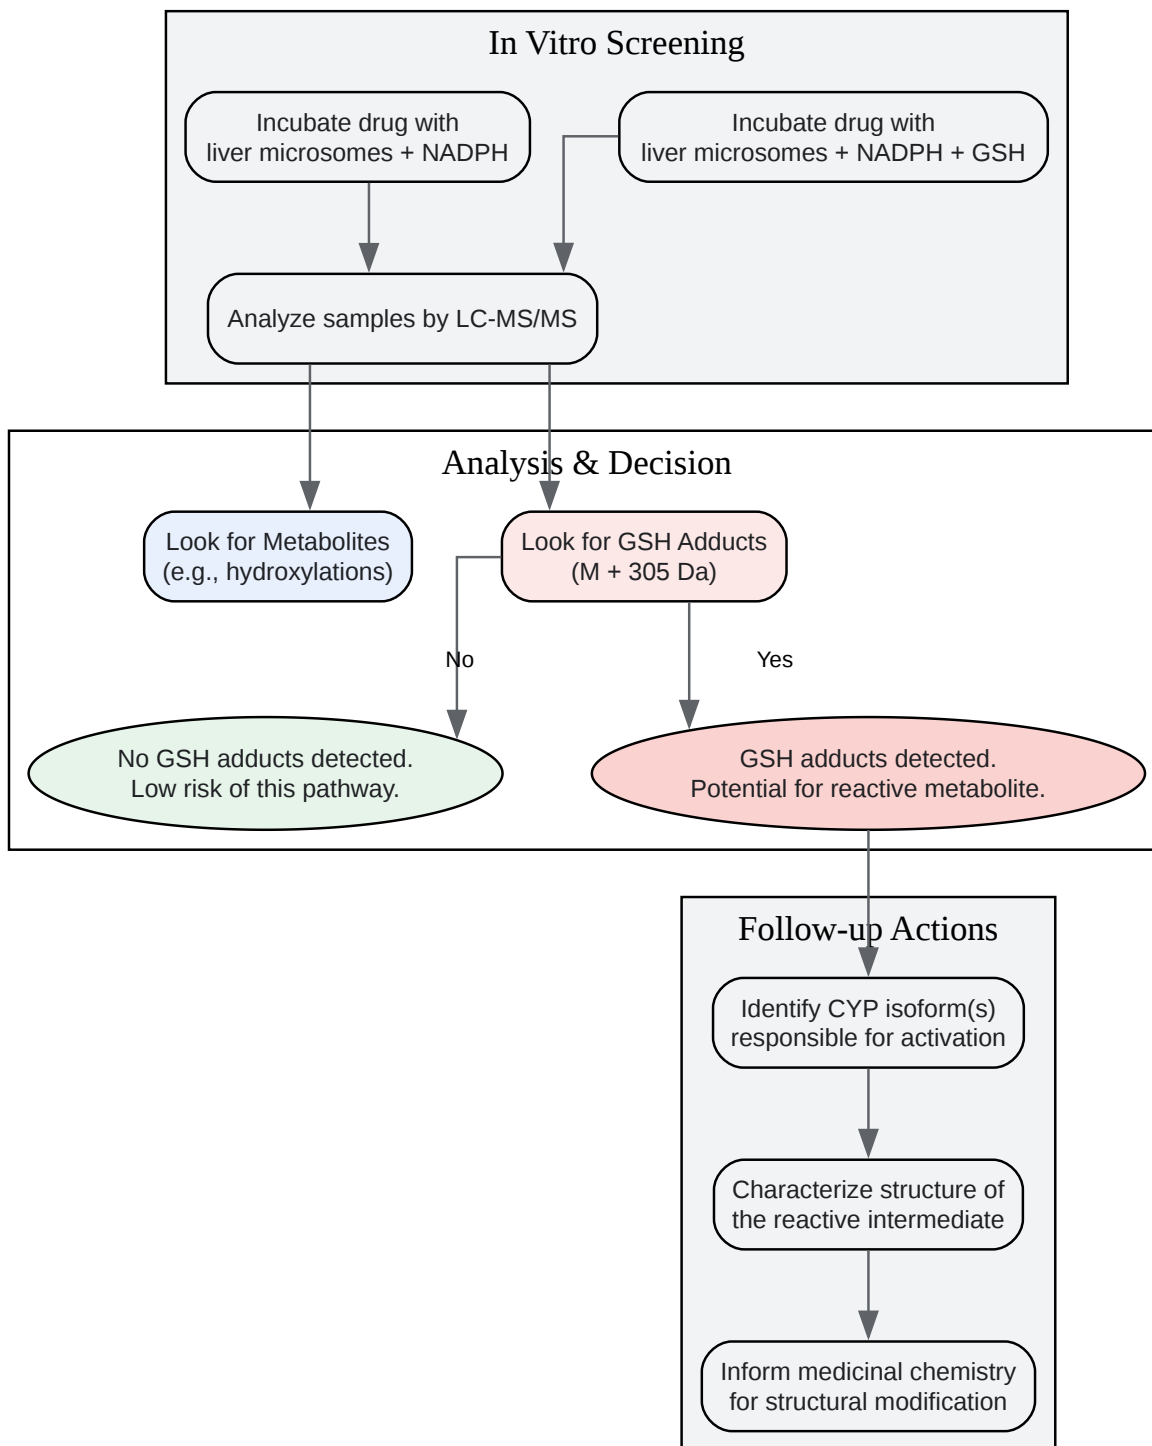 In Vitro Screening
Incubate drug with
liver microsomes + NADPH
Incubate drug with
liver microsomes + NADPH + GSH
Analyze samples by LC-MS/MS
Analysis & Decision
Look for Metabolites
(e.g., hydroxylations)
Look for GSH Adducts
(M + 305 Da)
No
Yes
No GSH adducts detected.
Low risk of this pathway.
GSH adducts detected.
Potential for reactive metabolite.
Follow-up Actions
Identify CYP isoform(s)
responsible for activation
Characterize structure of
the reactive intermediate
Inform medicinal chemistry
for structural modification